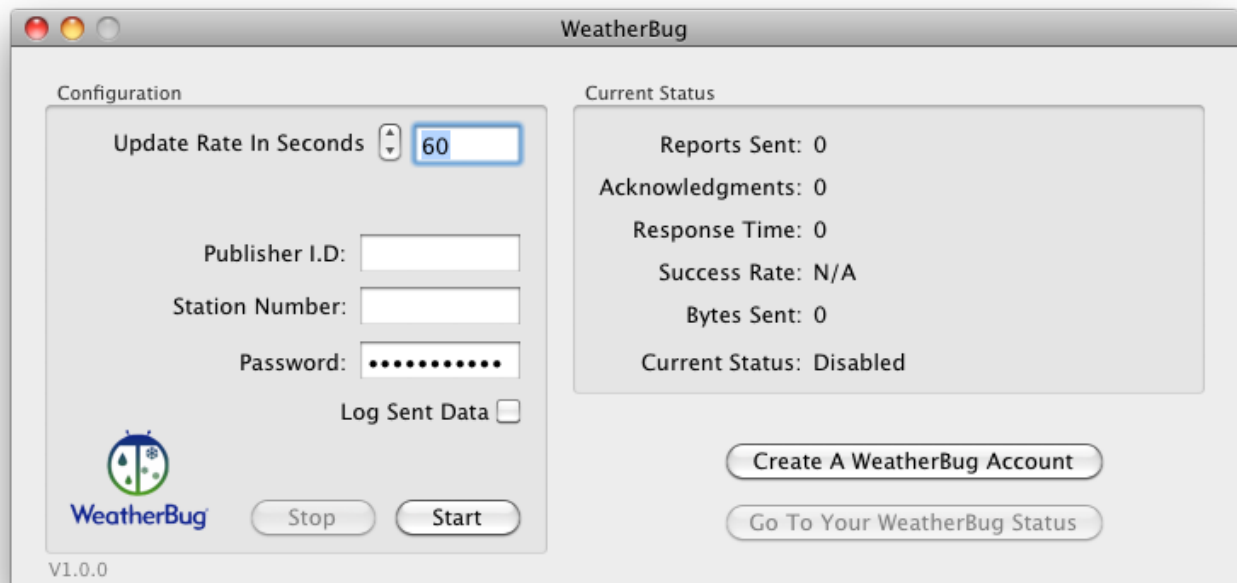 WeatherBug
Configuration
Update Rate In Seconds 60
Publisher I.D:
Station Number:
Password: •••••••••••
Log Sent Data
WeatherBug
Stop Start
V1.0.0
Current Status
Reports Sent: 0
Acknowledgments: 0
Response Time: 0
Success Rate: N/A
Bytes Sent: 0
Current Status: Disabled
Create A WeatherBug Account
Go To Your WeatherBug Status